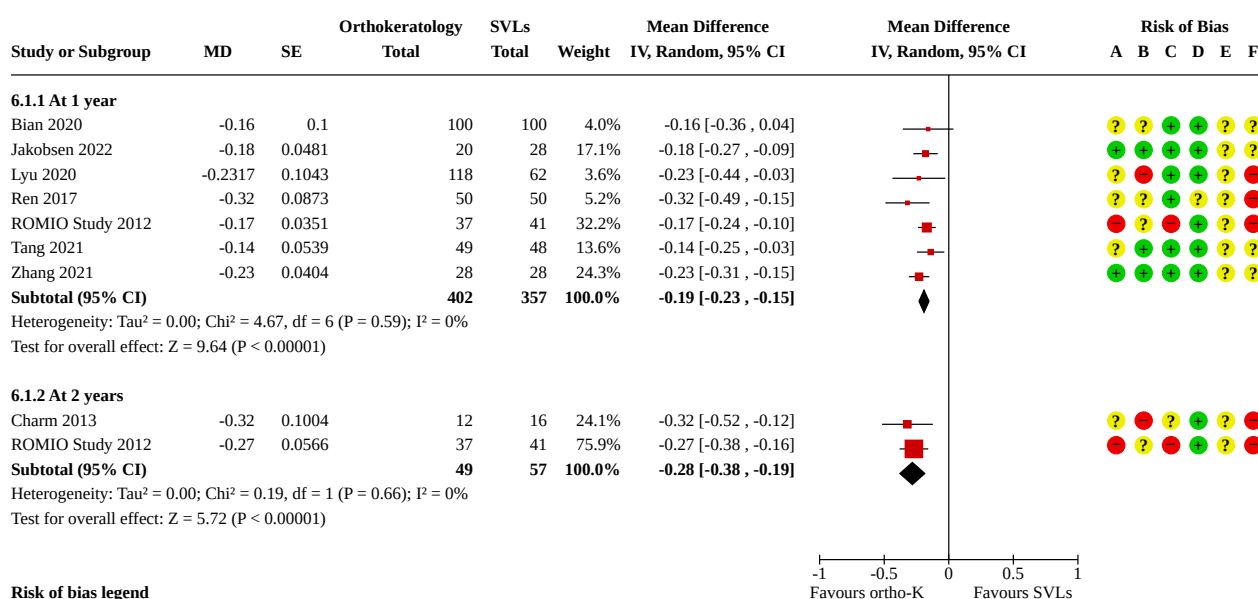 Orthokeratology SVLs Mean Difference Mean Difference Risk of Bias
Study or Subgroup MD SE Total Total Weight IV, Random, 95% CI IV, Random, 95% CI A B C D E F
6.1.1 At 1 year
Bian 2020 -0.16 0.1 100 100 4.0% -0.16 [-0.36 , 0.04] ? ? + + ? ?
Jakobsen 2022 -0.18 0.0481 20 28 17.1% -0.18 [-0.27 , -0.09] + + + + ? ?
Lyu 2020 -0.2317 0.1043 118 62 3.6% -0.23 [-0.44 , -0.03] ? − + + ? −
Ren 2017 -0.32 0.0873 50 50 5.2% -0.32 [-0.49 , -0.15] ? ? + ? ? −
ROMIO Study 2012 -0.17 0.0351 37 41 32.2% -0.17 [-0.24 , -0.10] − ? − + ? −
Tang 2021 -0.14 0.0539 49 48 13.6% -0.14 [-0.25 , -0.03] ? + + + ? ?
Zhang 2021 -0.23 0.0404 28 28 24.3% -0.23 [-0.31 , -0.15] + + + + ? ?
Subtotal (95% CI) 402 357 100.0% -0.19 [-0.23 , -0.15]
Heterogeneity: Tau² = 0.00; Chi² = 4.67, df = 6 (P = 0.59); I² = 0%
Test for overall effect: Z = 9.64 (P < 0.00001)
6.1.2 At 2 years
Charm 2013 -0.32 0.1004 12 16 24.1% -0.32 [-0.52 , -0.12] ? − ? + ? −
ROMIO Study 2012 -0.27 0.0566 37 41 75.9% -0.27 [-0.38 , -0.16] − ? − + ? −
Subtotal (95% CI) 49 57 100.0% -0.28 [-0.38 , -0.19]
Heterogeneity: Tau² = 0.00; Chi² = 0.19, df = 1 (P = 0.66); I² = 0%
Test for overall effect: Z = 5.72 (P < 0.00001)
-1 -0.5 0 0.5 1
Risk of bias legend Favours ortho-K Favours SVLs